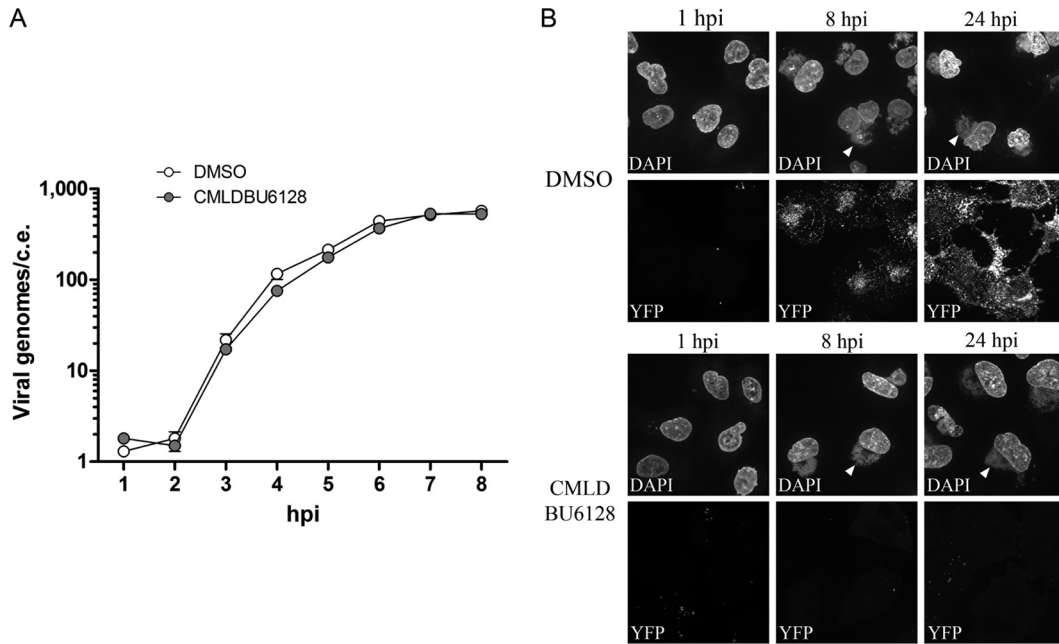 A
DMSO
CMLDBU6128
1,000
100
10
1
Viral genomes/c.e.
1 2 3 4 5 6 7 8
hpi
B
1 hpi 8 hpi 24 hpi
DMSO
DAPI DAPI DAPI
YFP YFP YFP
1 hpi 8 hpi 24 hpi
CMLD
BU6128
DAPI DAPI DAPI
YFP YFP YFP